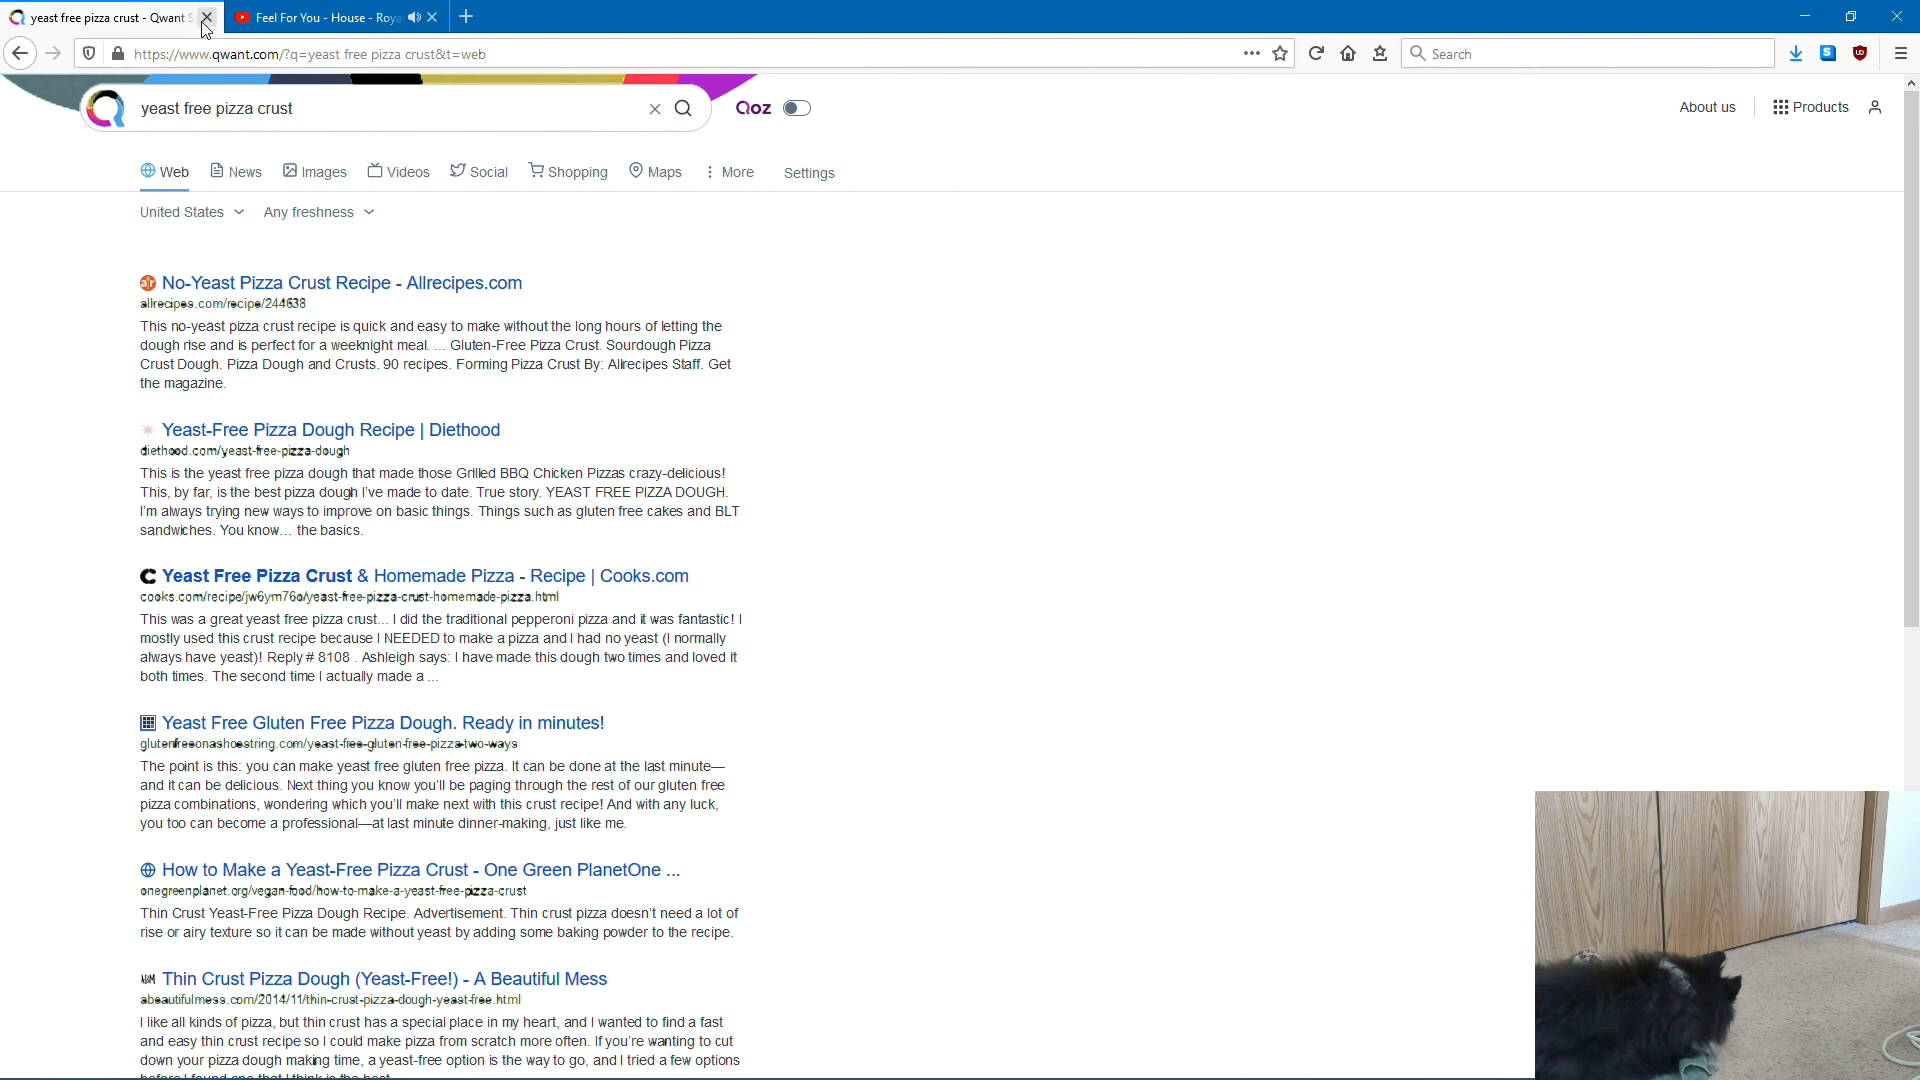 yeast free pizza crust - Qwant S
Feel For You - House - Roya
https://www.qwant.com/?q=yeast free pizza crust&t=web
Search
yeast free pizza crust
Qoz
About us
Products
Web
News
Images
Videos
Social
Shopping
Maps
More
Settings
United States
Any freshness
No-Yeast Pizza Crust Recipe - Allrecipes.com
allrecipes.com/recipe/244638
This no-yeast pizza crust recipe is quick and easy to make without the long hours of letting the
dough rise and is perfect for a weeknight meal. ... Gluten-Free Pizza Crust. Sourdough Pizza
Crust Dough. Pizza Dough and Crusts. 90 recipes. Forming Pizza Crust By: Allrecipes Staff. Get
the magazine.
Yeast-Free Pizza Dough Recipe | Diethood
diethood.com/yeast-free-pizza-dough
This is the yeast free pizza dough that made those Grilled BBQ Chicken Pizzas crazy-delicious!
This, by far, is the best pizza dough I've made to date. True story. YEAST FREE PIZZA DOUGH.
I'm always trying new ways to improve on basic things. Things such as gluten free cakes and BLT
sandwiches. You know… the basics.
Yeast Free Pizza Crust & Homemade Pizza - Recipe | Cooks.com
cooks.com/recipe/jw6ym76o/yeast-free-pizza-crust-homemade-pizza.html
This was a great yeast free pizza crust... I did the traditional pepperoni pizza and it was fantastic! I
mostly used this crust recipe because I NEEDED to make a pizza and I had no yeast (I normally
always have yeast)! Reply # 8108 . Ashleigh says: I have made this dough two times and loved it
both times. The second time I actually made a ...
Yeast Free Gluten Free Pizza Dough. Ready in minutes!
glutenfreeonashoestring.com/yeast-free-gluten-free-pizza-two-ways
The point is this: you can make yeast free gluten free pizza. It can be done at the last minute—
and it can be delicious. Next thing you know you'll be paging through the rest of our gluten free
pizza combinations, wondering which you'll make next with this crust recipe! And with any luck,
you too can become a professional—at last minute dinner-making, just like me.
How to Make a Yeast-Free Pizza Crust - One Green PlanetOne ...
onegreenplanet.org/vegan-food/how-to-make-a-yeast-free-pizza-crust
Thin Crust Yeast-Free Pizza Dough Recipe. Advertisement. Thin crust pizza doesn't need a lot of
rise or airy texture so it can be made without yeast by adding some baking powder to the recipe.
Thin Crust Pizza Dough (Yeast-Free!) - A Beautiful Mess
abeautifulmess.com/2014/11/thin-crust-pizza-dough-yeast-free.html
I like all kinds of pizza, but thin crust has a special place in my heart, and I wanted to find a fast
and easy thin crust recipe so I could make pizza from scratch more often. If you're wanting to cut
down your pizza dough making time, a yeast-free option is the way to go, and I tried a few options
before I found one that I think is the best.